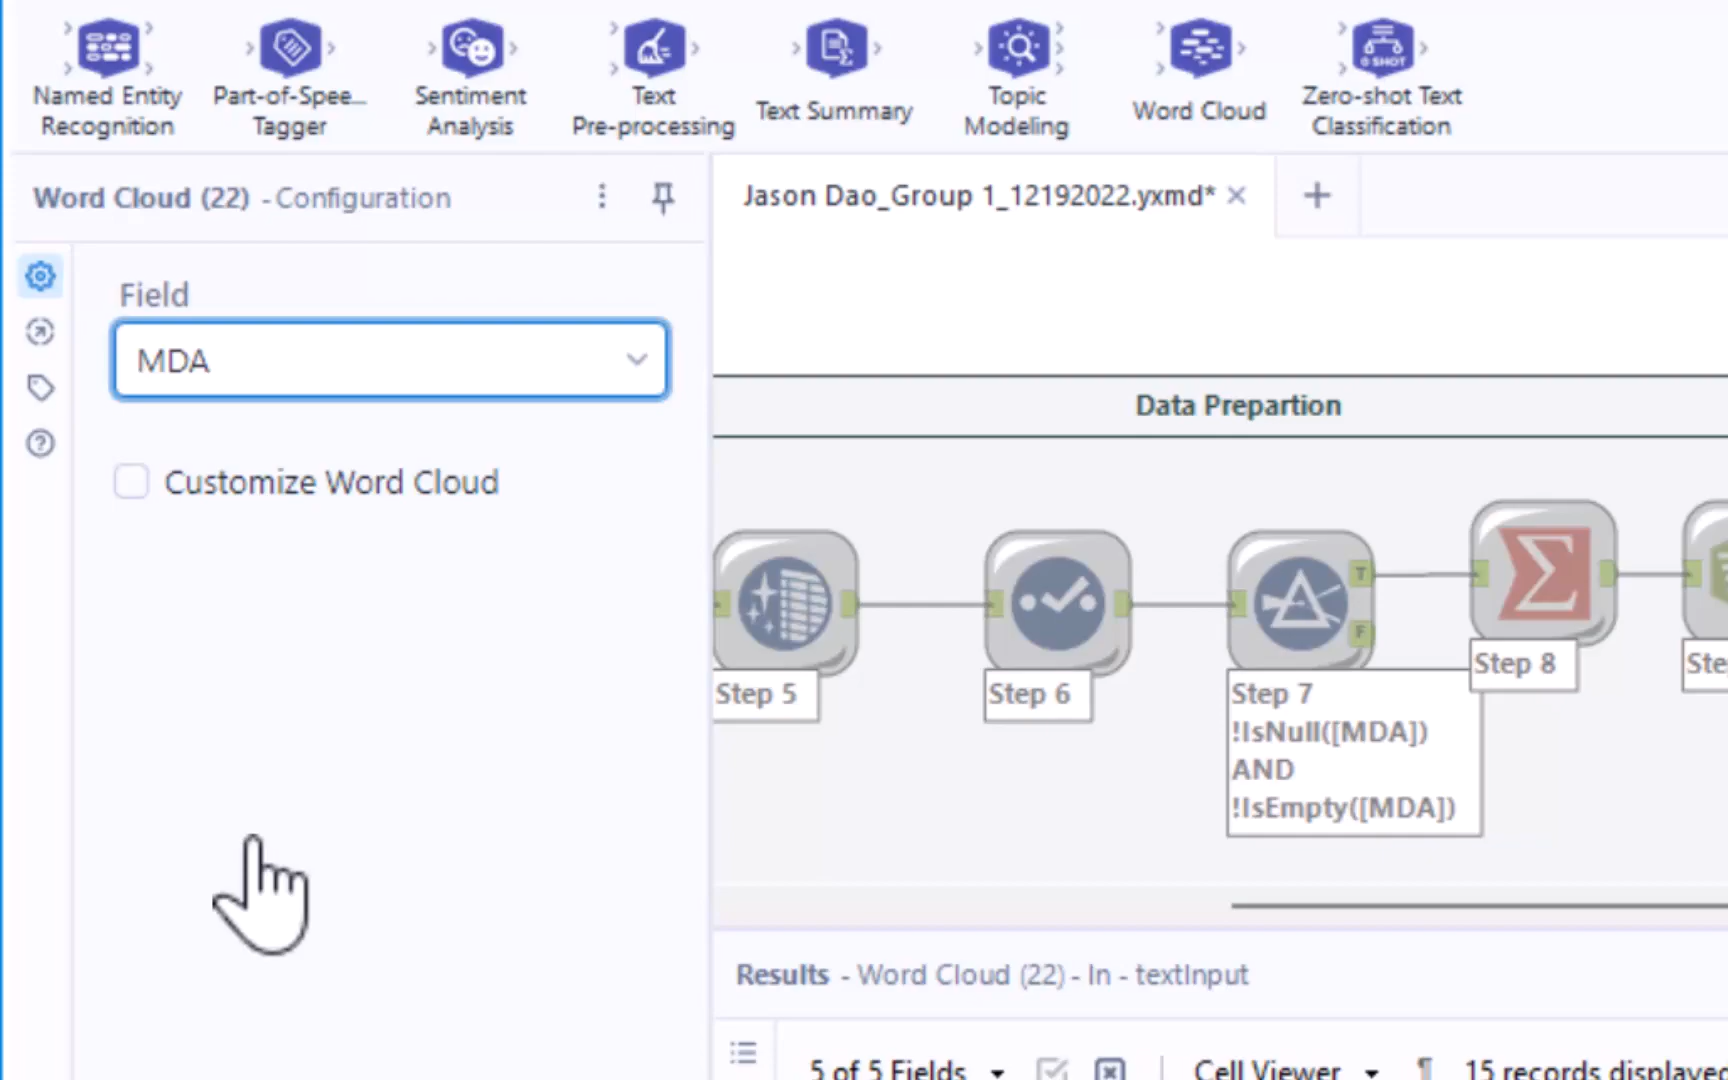 Named Entity
Recognition
Part-of-Spee...
Tagger
Sentiment
Analysis
Text
Pre-processing
Text Summary
Topic
Modeling
Word Cloud
0 SHOT
Zero-shot Text
Classification
Word Cloud (22) - Configuration
Jason Dao_Group 1_12192022.yxmd*
Field
MDA
Customize Word Cloud
Data Prepartion
T
F
Step 5
Step 6
Step 7
!IsNull([MDA])
AND
!IsEmpty([MDA])
Step 8
Results - Word Cloud (22) - In - textInput
5 of 5 Fields
Cell Viewer
15 records displayed